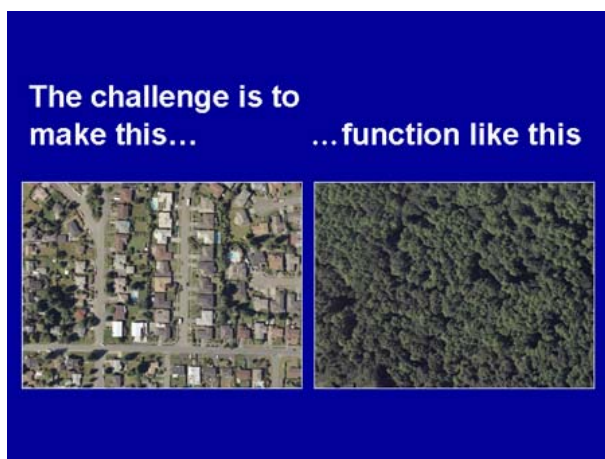 The challenge is to
make this…
…function like this